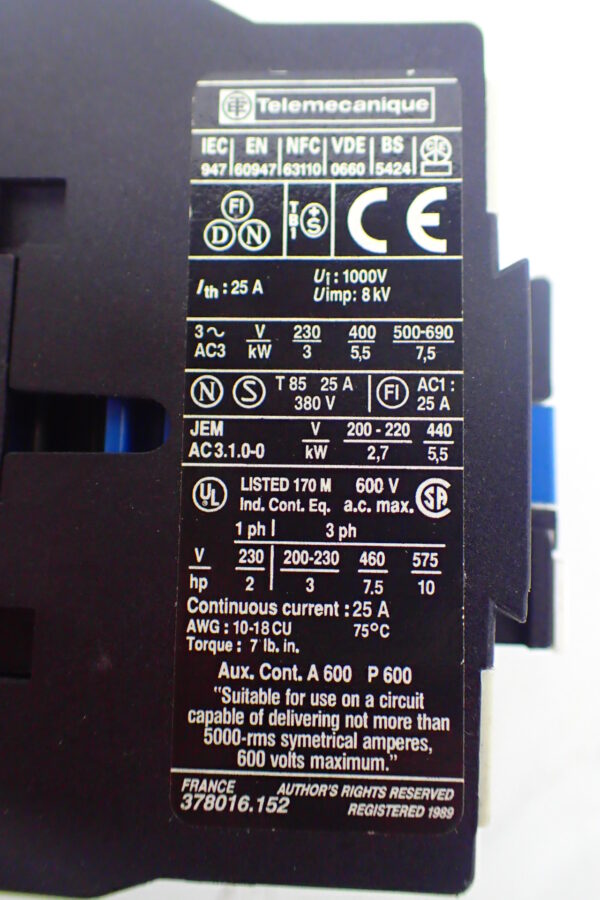 TE Telemecanique
IEC EN NFC VDE BS
947 60947 63110 0660 5424
FI D N TBT +S CE
Ith : 25 A Ui : 1000V
Uimp: 8 kV
3~ V 230 400 500-690
AC3 kW 3 5,5 7,5
N S T 85 25 A FI AC1 :
380 V 25 A
JEM V 200 - 220 440
AC 3.1.0-0 kW 2,7 5,5
UL LISTED 170 M 600 V SA
Ind. Cont. Eq. a.c. max.
1 ph 3 ph
V 230 200-230 460 575
hp 2 3 7.5 10
Continuous current : 25 A
AWG : 10-18 CU 75°C
Torque : 7 lb. in.
Aux. Cont. A 600 P 600
"Suitable for use on a circuit
capable of delivering not more than
5000-rms symetrical amperes,
600 volts maximum."
FRANCE AUTHOR'S RIGHTS RESERVED
378016.152 REGISTERED 1989